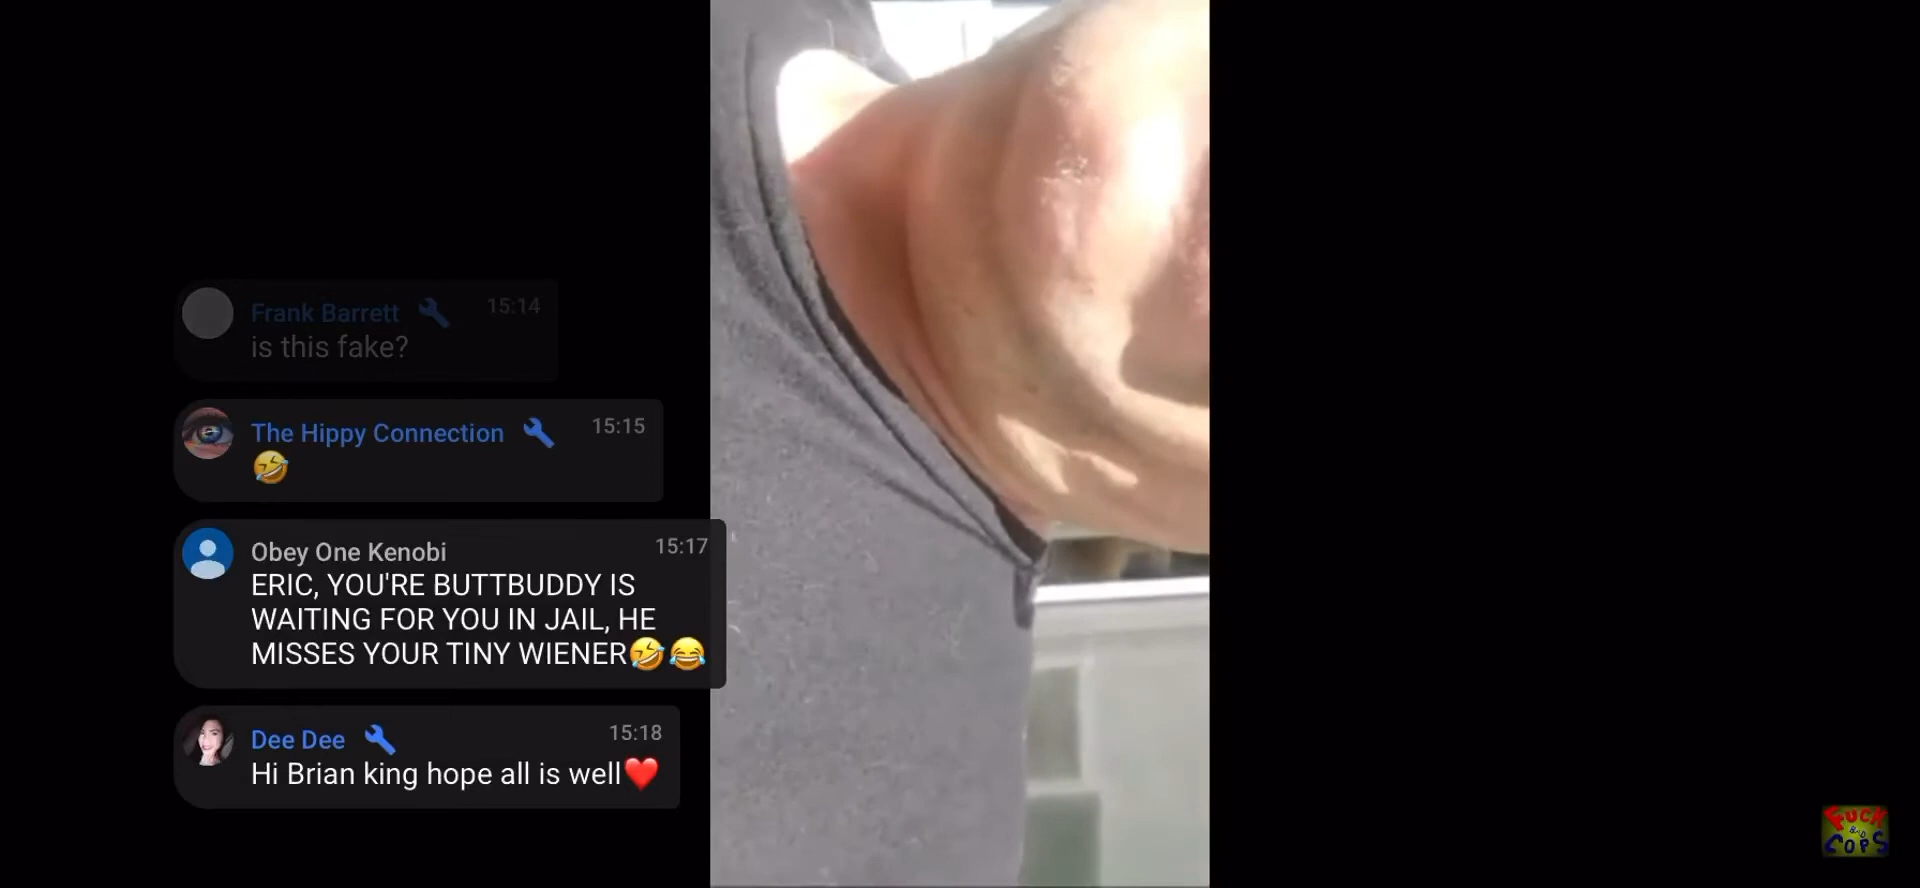 Frank Barrett 15:14
is this fake?
The Hippy Connection 15:15
🤣
Obey One Kenobi 15:17
ERIC, YOU'RE BUTTBUDDY IS
WAITING FOR YOU IN JAIL, HE
MISSES YOUR TINY WIENER🤣😂
Dee Dee 15:18
Hi Brian king hope all is well❤️
FUCK
BAD
COPS